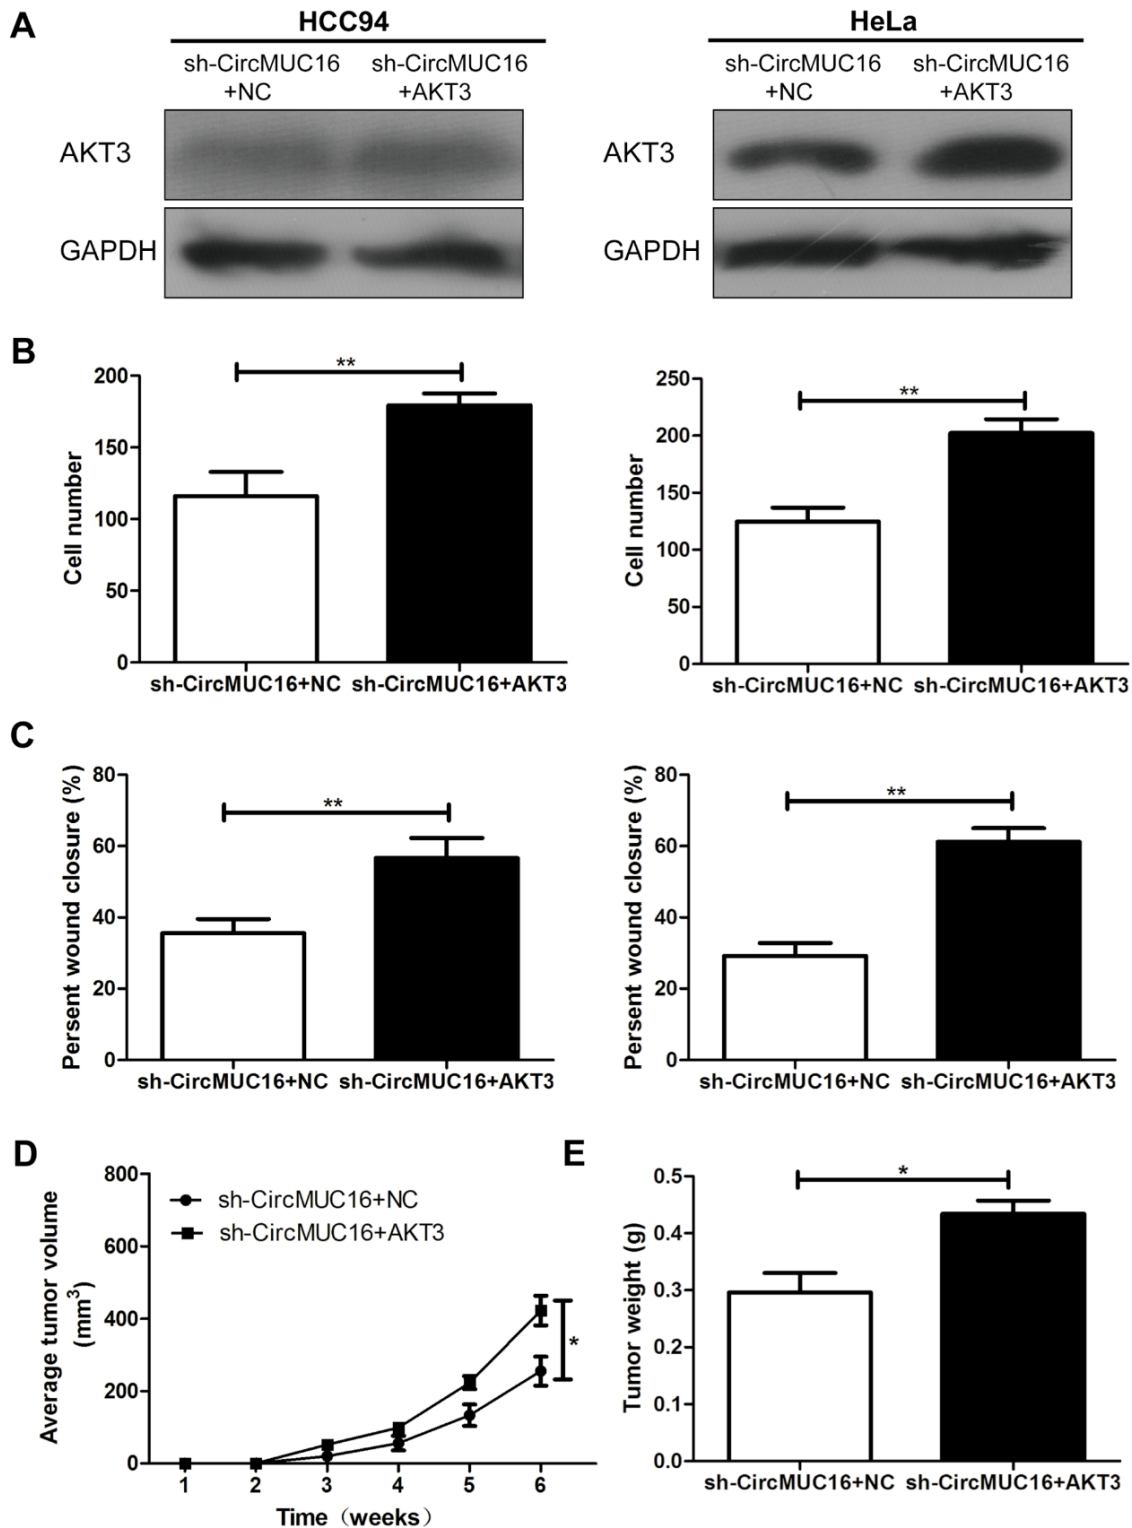 A
HCC94
HeLa
sh-CircMUC16
+NC
sh-CircMUC16
+AKT3
sh-CircMUC16
+NC
sh-CircMUC16
+AKT3
AKT3
GAPDH
AKT3
GAPDH
B
200
150
100
50
0
Cell number
**
sh-CircMUC16+NC
sh-CircMUC16+AKT3
250
200
150
100
50
0
Cell number
**
sh-CircMUC16+NC
sh-CircMUC16+AKT3
C
80
60
40
20
0
Persent wound closure (%)
**
sh-CircMUC16+NC
sh-CircMUC16+AKT3
80
60
40
20
0
Persent wound closure (%)
**
sh-CircMUC16+NC
sh-CircMUC16+AKT3
D
800
600
400
200
0
Average tumor volume
(mm³)
sh-CircMUC16+NC
sh-CircMUC16+AKT3
*
1 2 3 4 5 6
Time（weeks）
E
0.5
0.4
0.3
0.2
0.1
0.0
Tumor weight (g)
*
sh-CircMUC16+NC
sh-CircMUC16+AKT3